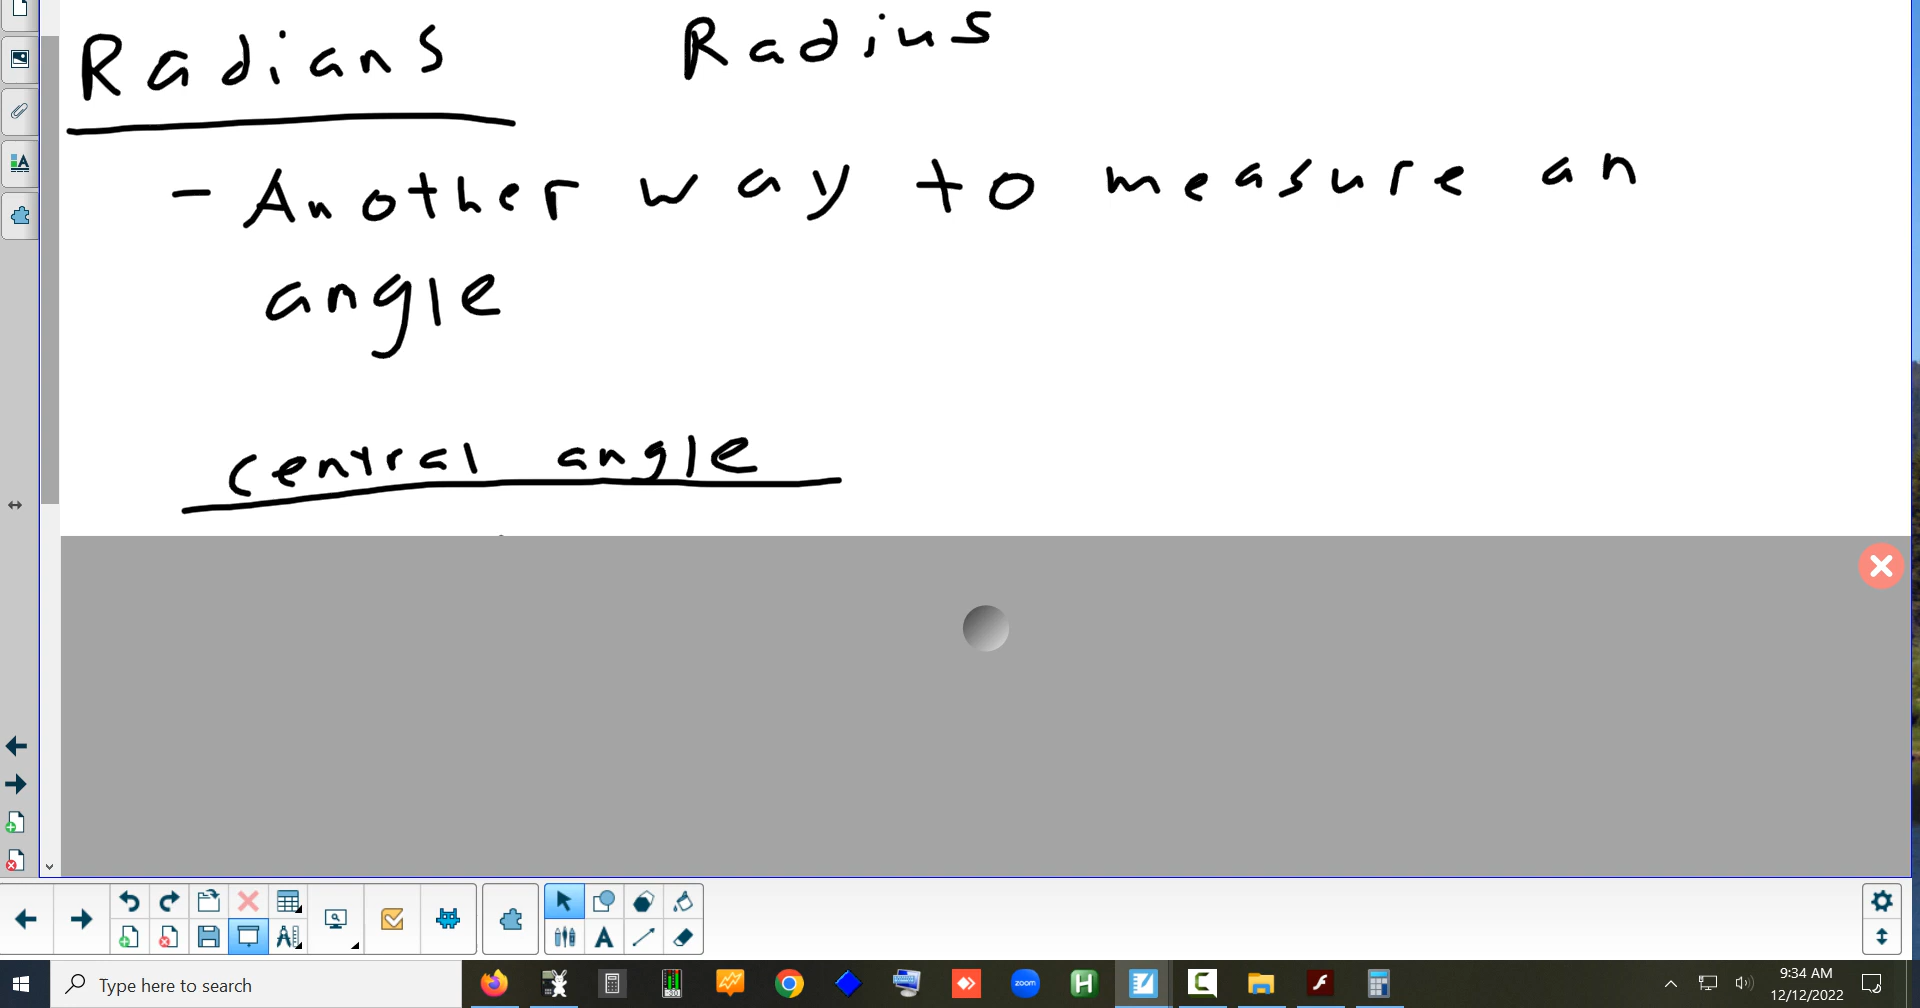 Radians Radius
- Another way to measure an
angle
central angle
Type here to search
zoom
9:34 AM
12/12/2022